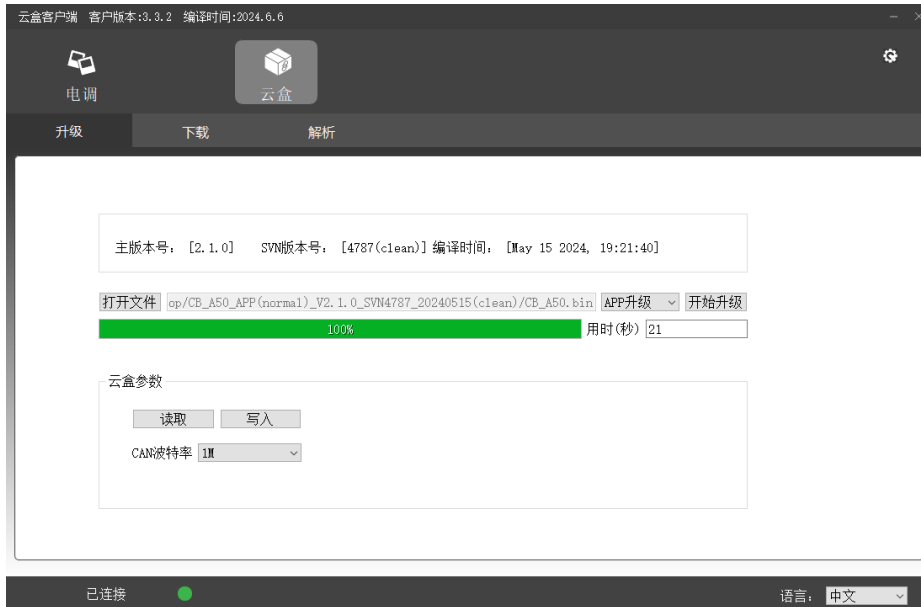 云盒客户端 客户版本:3.3.2 编译时间:2024.6.6
电调 云盒
升级 下载 解析
主版本号： [2.1.0] SVN版本号： [4787(clean)] 编译时间： [May 15 2024, 19:21:40]
打开文件 op/CB_A50_APP(normal)_V2.1.0_SVN4787_20240515(clean)/CB_A50.bin APP升级 开始升级
100% 用时(秒) 21
云盒参数
读取 写入
CAN波特率 1M
已连接 语言： 中文